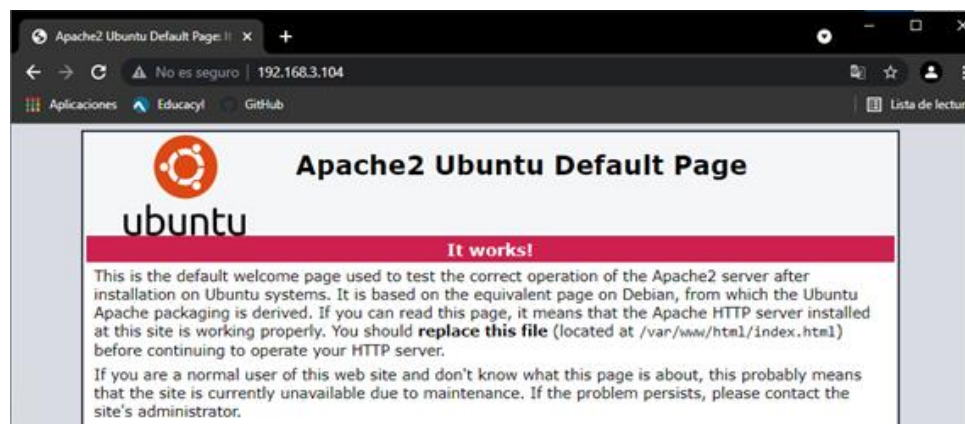 Apache2 Ubuntu Default Page: It
No es seguro | 192.168.3.104
Aplicaciones Educacyl GitHub Lista de lectur
ubuntu
Apache2 Ubuntu Default Page
It works!
This is the default welcome page used to test the correct operation of the Apache2 server after
installation on Ubuntu systems. It is based on the equivalent page on Debian, from which the Ubuntu
Apache packaging is derived. If you can read this page, it means that the Apache HTTP server installed
at this site is working properly. You should replace this file (located at /var/www/html/index.html)
before continuing to operate your HTTP server.
If you are a normal user of this web site and don't know what this page is about, this probably means
that the site is currently unavailable due to maintenance. If the problem persists, please contact the
site's administrator.